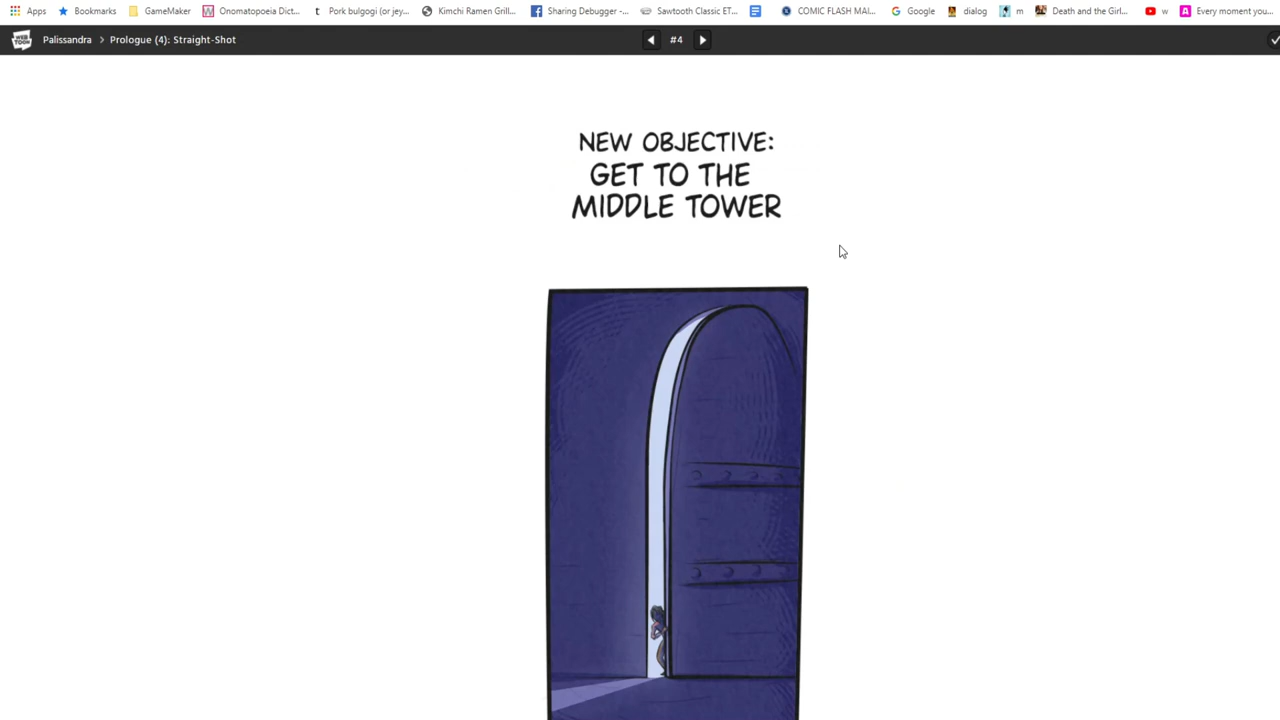 Apps Bookmarks GameMaker Onomatopoeia Dict... Pork bulgogi (or jey... Kimchi Ramen Grill... Sharing Debugger -... Sawtooth Classic ET... COMIC FLASH MAI... Google dialog m Death and the Girl... w Every moment you...
WEB TOON Palissandra Prologue (4): Straight-Shot #4
NEW OBJECTIVE:
GET TO THE
MIDDLE TOWER